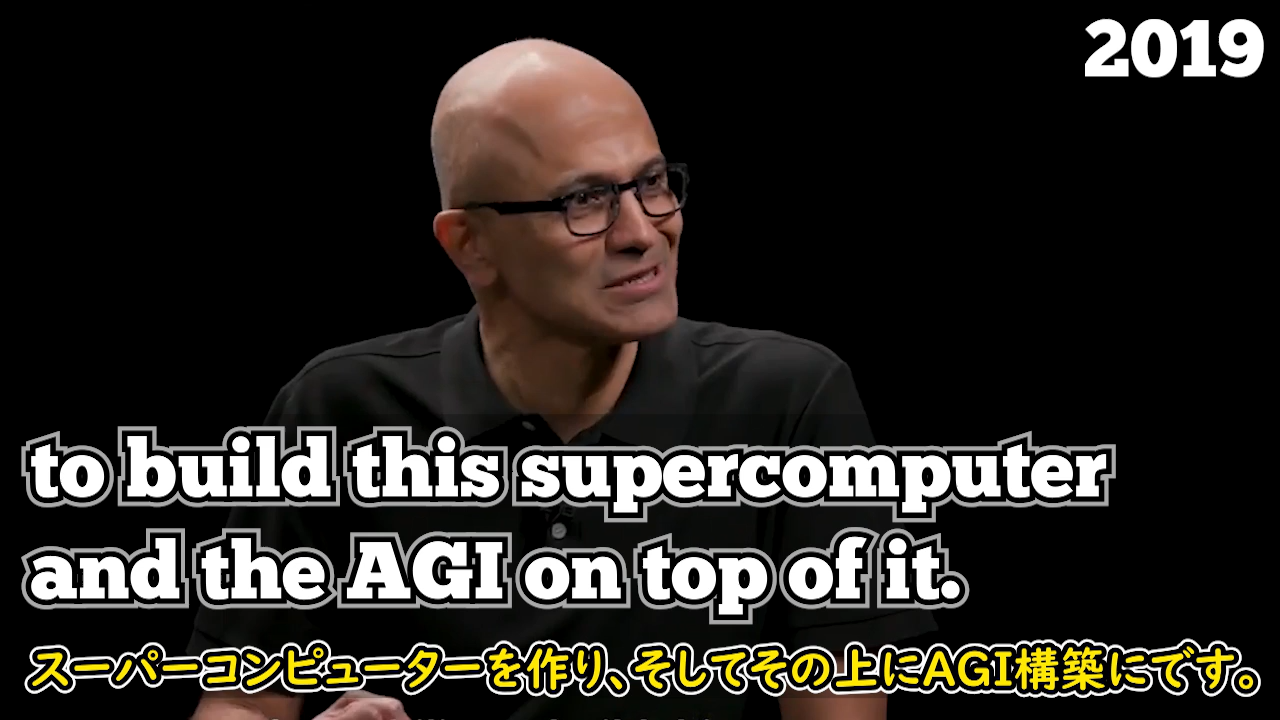 2019
to build this supercomputer
and the AGI on top of it.
スーパーコンピューターを作り、そしてその上にAGI構築にです。